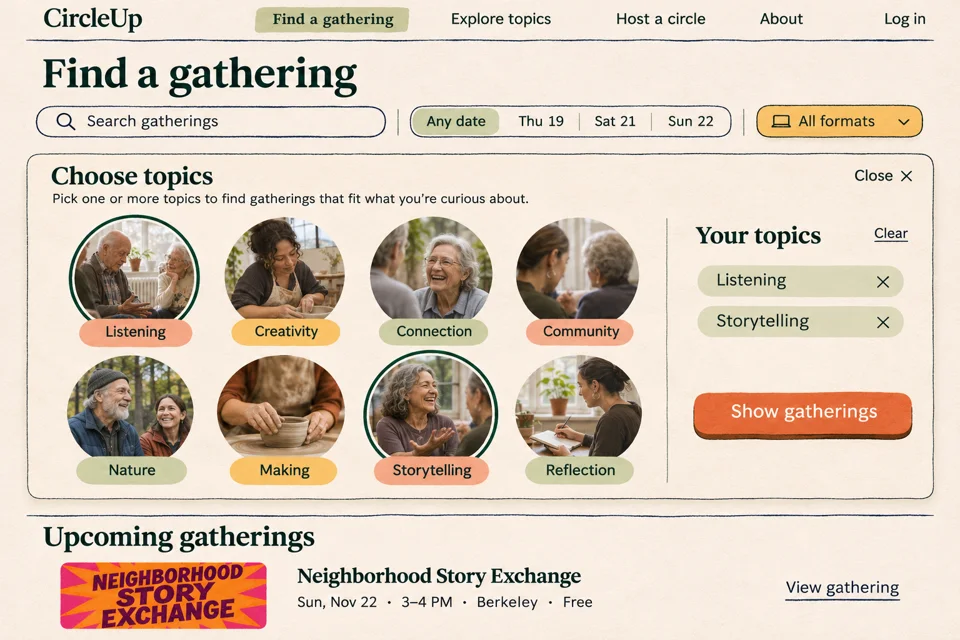 CircleUp
Find a gathering
Explore topics
Host a circle
About
Log in
Find a gathering
Search gatherings
Any date
Thu 19
Sat 21
Sun 22
All formats
Choose topics
Close
Pick one or more topics to find gatherings that fit what you're curious about.
Listening
Creativity
Connection
Community
Nature
Making
Storytelling
Reflection
Your topics
Clear
Listening
Storytelling
Show gatherings
Upcoming gatherings
NEIGHBORHOOD
STORY
EXCHANGE
Neighborhood Story Exchange
Sun, Nov 22 • 3–4 PM • Berkeley • Free
View gathering